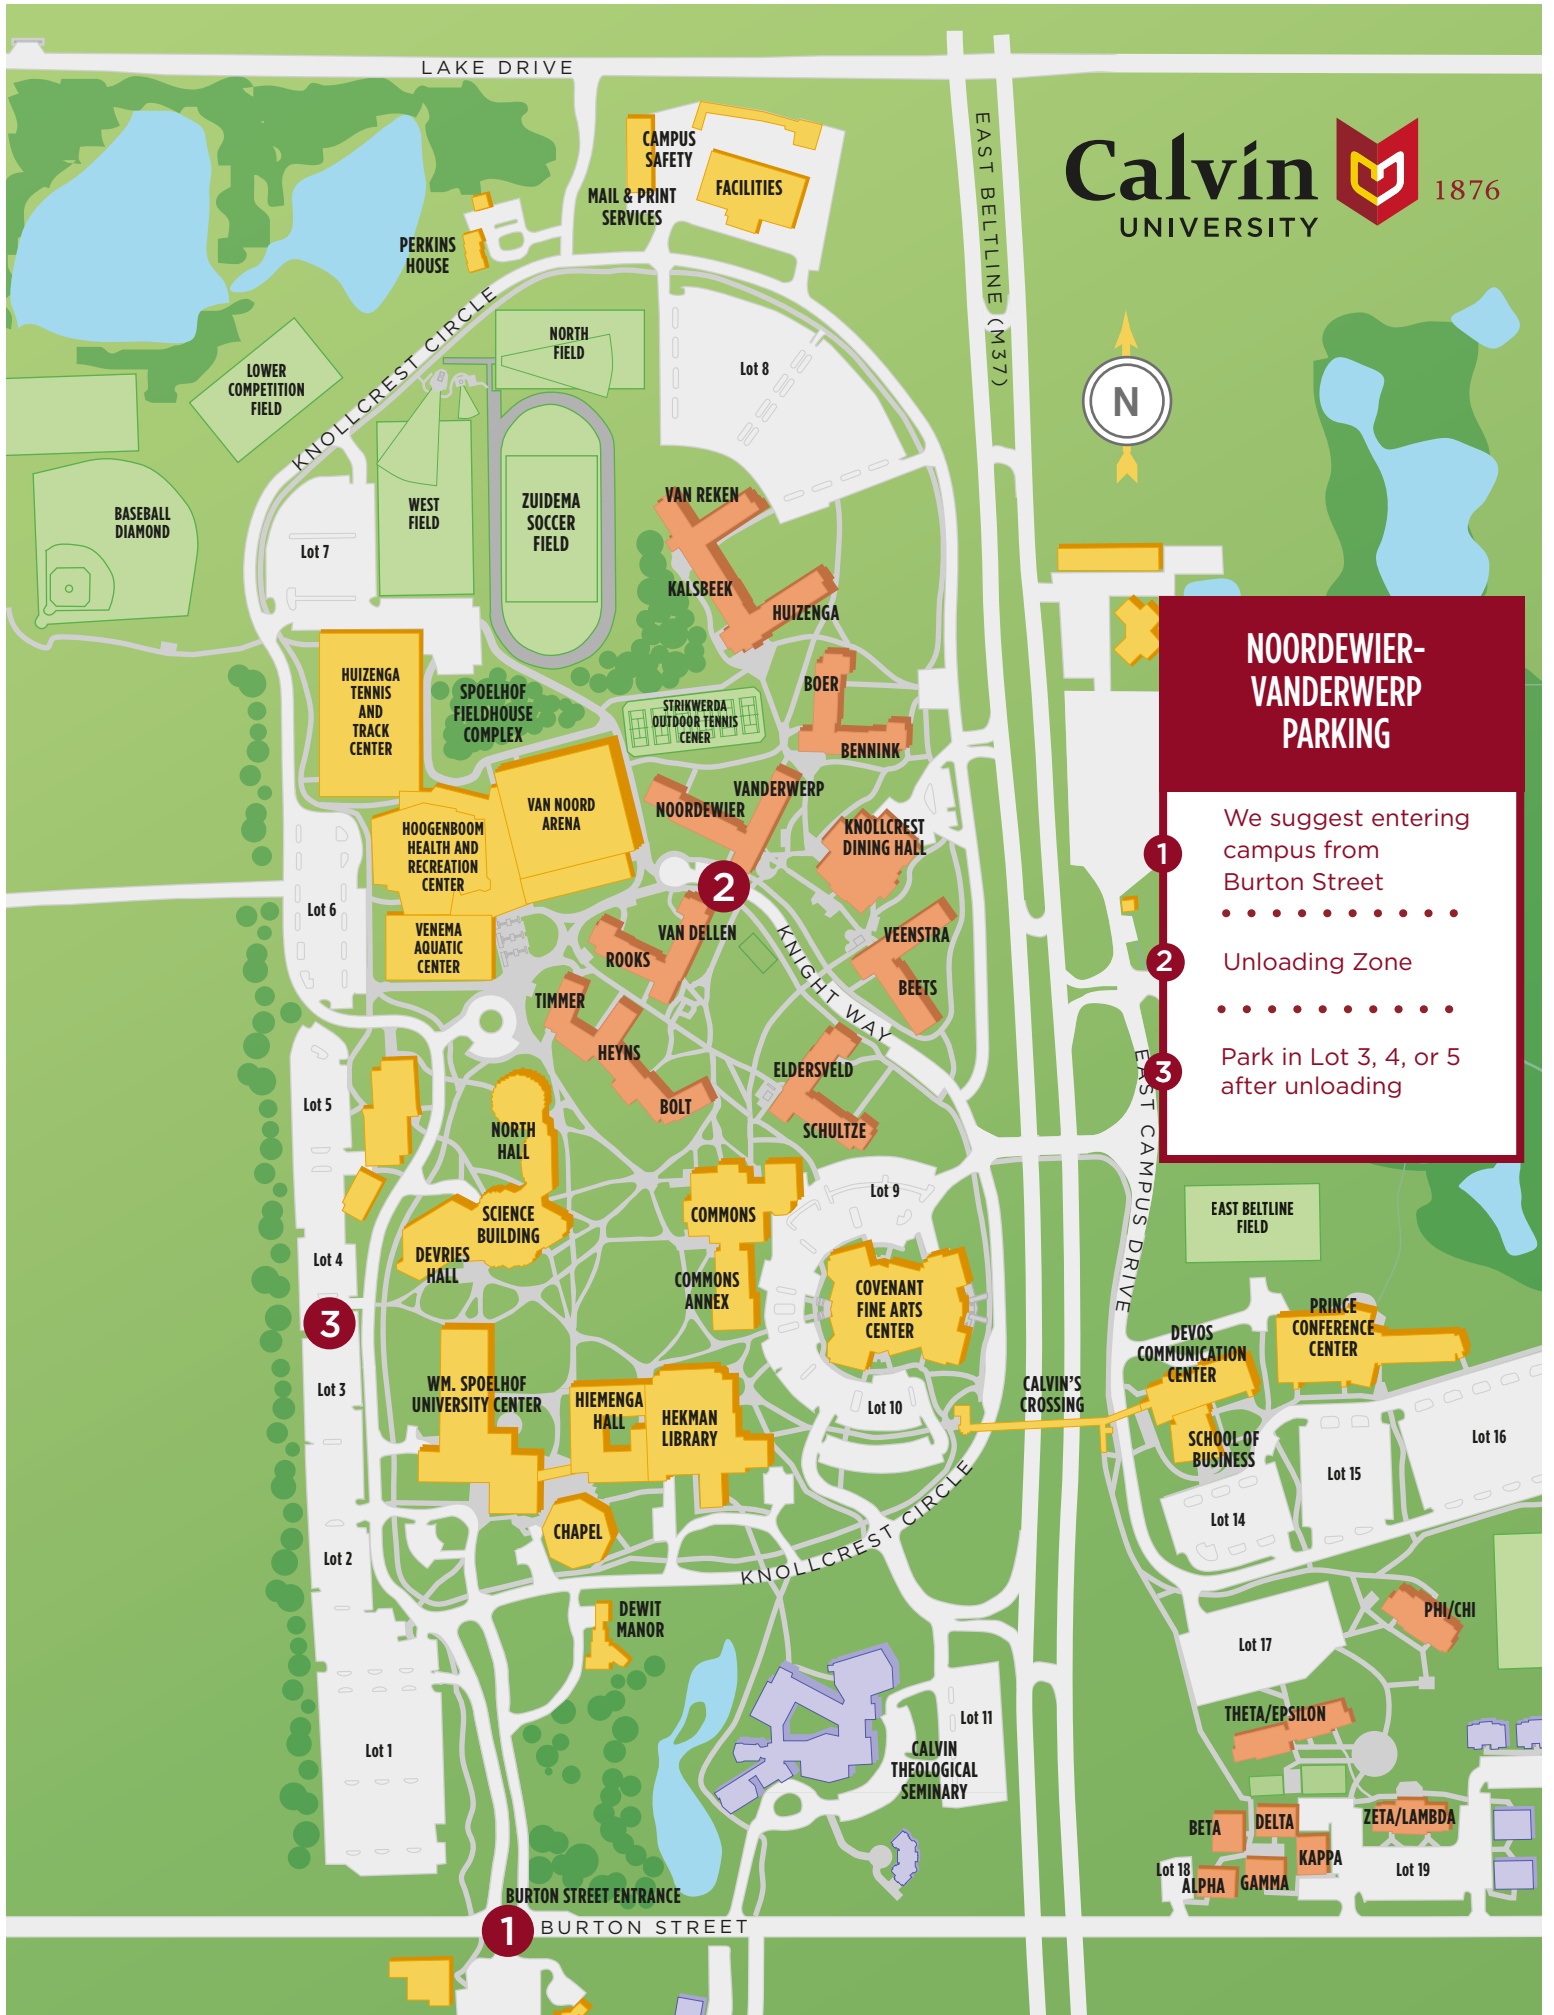 LAKE DRIVE
CAMPUS
SAFETY
MAIL & PRINT
SERVICES
FACILITIES
EAST BELTLINE (M37)
Calvin
UNIVERSITY
1876
PERKINS
HOUSE
KNOLLCREST CIRCLE
NORTH
FIELD
Lot 8
LOWER
COMPETITION
FIELD
N
BASEBALL
DIAMOND
WEST
FIELD
ZUIDEMA
SOCCER
FIELD
VAN REKEN
Lot 7
KALSBEEK
HUIZENGA
HUIZENGA
TENNIS
AND
TRACK
CENTER
SPOELHOF
FIELDHOUSE
COMPLEX
STRIKWERDA
OUTDOOR TENNIS
CENER
BOER
BENNINK
NOORDEWIER-
VANDERWERP
PARKING
1
We suggest entering
campus from
Burton Street
2
Unloading Zone
3
Park in Lot 3, 4, or 5
after unloading
VAN NOORD
ARENA
NOORDEWIER
VANDERWERP
HOOGENBOOM
HEALTH AND
RECREATION
CENTER
KNOLLCREST
DINING HALL
2
Lot 6
VENEMA
AQUATIC
CENTER
ROOKS
VAN DELLEN
KNIGHT WAY
VEENSTRA
BEETS
TIMMER
HEYNS
BOLT
ELDERSVELD
SCHULTZE
EAST CAMPUS DRIVE
Lot 5
NORTH
HALL
SCIENCE
BUILDING
DEVRIES
HALL
COMMONS
COMMONS
ANNEX
Lot 9
EAST BELTLINE
FIELD
Lot 4
3
COVENANT
FINE ARTS
CENTER
PRINCE
CONFERENCE
CENTER
DEVOS
COMMUNICATION
CENTER
Lot 3
WM. SPOELHOF
UNIVERSITY CENTER
HIEMENGA
HALL
HEKMAN
LIBRARY
Lot 10
CALVIN'S
CROSSING
SCHOOL OF
BUSINESS
Lot 16
Lot 15
Lot 14
CHAPEL
KNOLLCREST CIRCLE
Lot 2
DEWIT
MANOR
PHI/CHI
Lot 17
Lot 1
Lot 11
CALVIN
THEOLOGICAL
SEMINARY
THETA/EPSILON
BETA
DELTA
ZETA/LAMBDA
KAPPA
Lot 18
ALPHA
GAMMA
Lot 19
BURTON STREET ENTRANCE
1
BURTON STREET